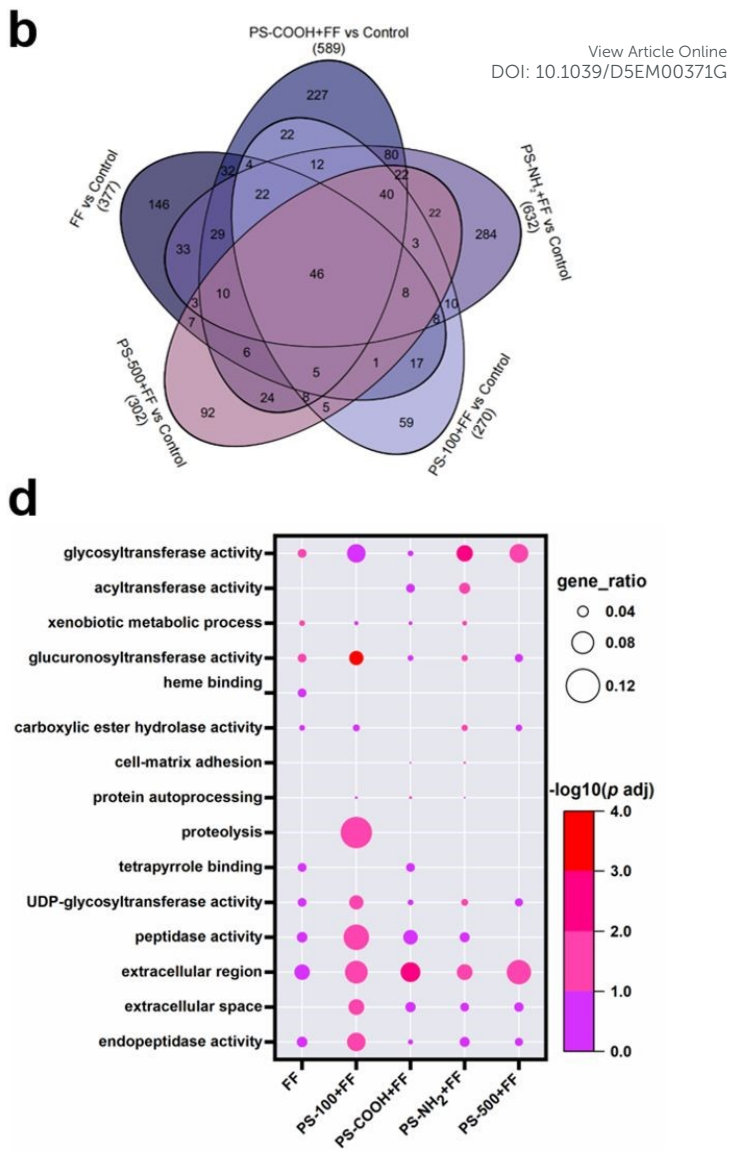 b
PS-COOH+FF vs Control
(589)
View Article Online
DOI: 10.1039/D5EM00371G
FF vs Control
(377)
PS-NH2+FF vs Control
(632)
227
22
80
32
4
12
22
146
22
40
22
284
33
29
3
46
3
10
8
10
7
8
6
1
17
5
24
8
5
92
59
PS-500+FF vs Control
(302)
PS-100+FF vs Control
(270)
d
glycosyltransferase activity
acyltransferase activity
xenobiotic metabolic process
glucuronosyltransferase activity
heme binding
carboxylic ester hydrolase activity
cell-matrix adhesion
protein autoprocessing
proteolysis
tetrapyrrole binding
UDP-glycosyltransferase activity
peptidase activity
extracellular region
extracellular space
endopeptidase activity
FF
PS-100+FF
PS-COOH+FF
PS-NH2+FF
PS-500+FF
gene_ratio
0.04
0.08
0.12
-log10(p adj)
4.0
3.0
2.0
1.0
0.0